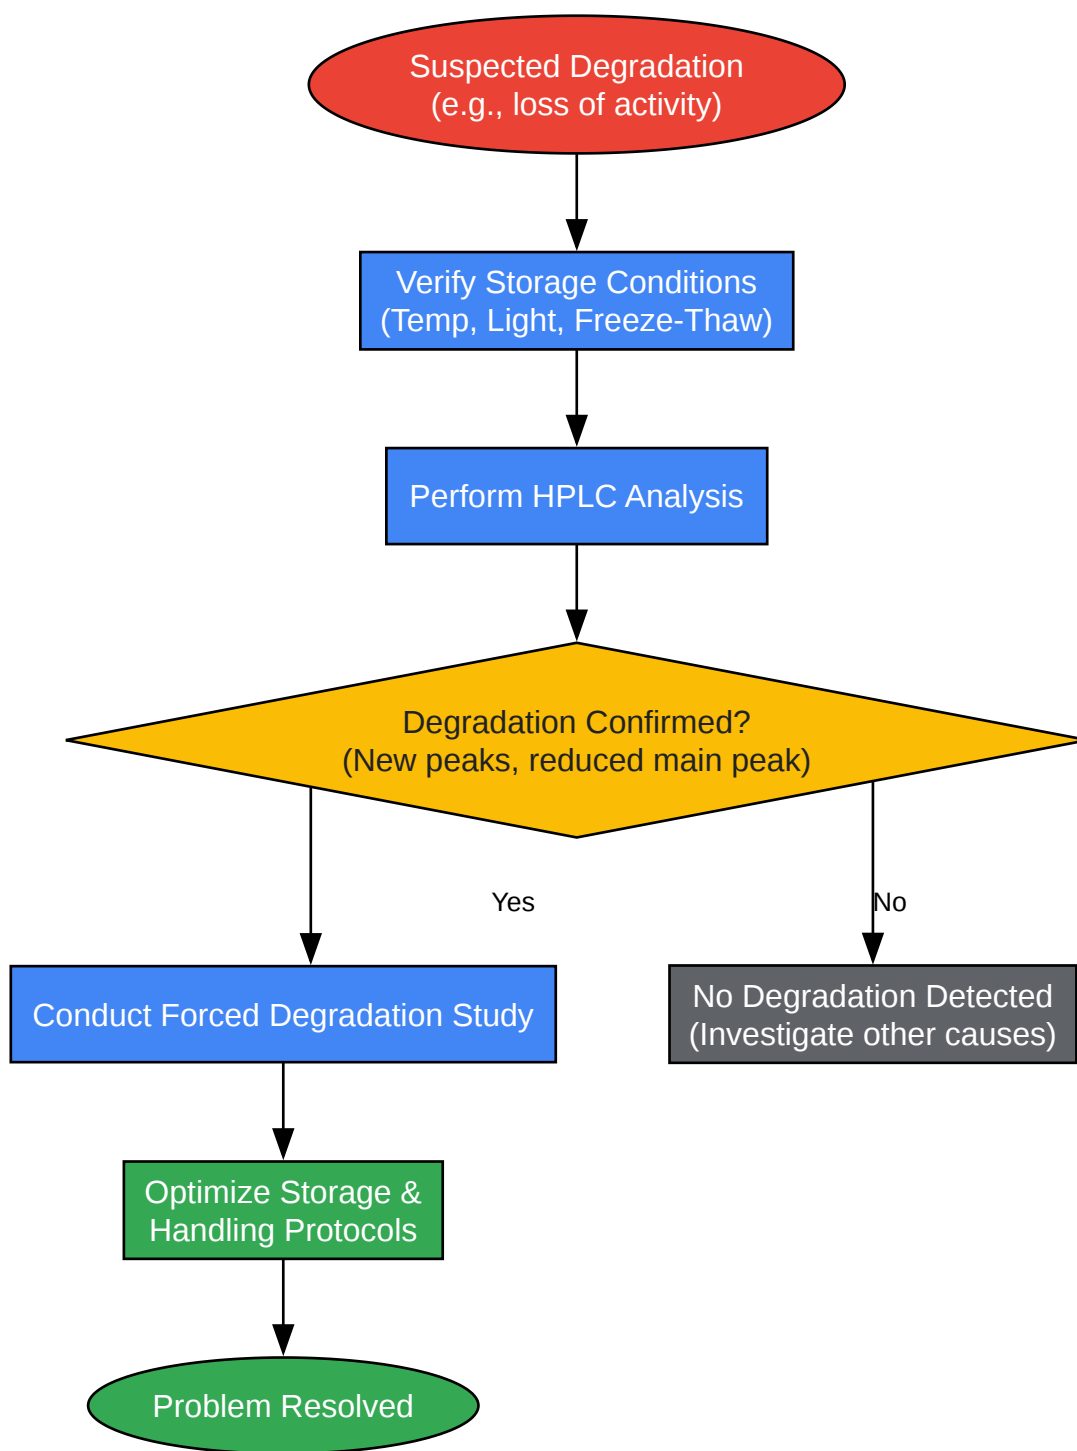 Suspected Degradation
(e.g., loss of activity)
Verify Storage Conditions
(Temp, Light, Freeze-Thaw)
Perform HPLC Analysis
Degradation Confirmed?
(New peaks, reduced main peak)
Yes
No
Conduct Forced Degradation Study
No Degradation Detected
(Investigate other causes)
Optimize Storage &
Handling Protocols
Problem Resolved